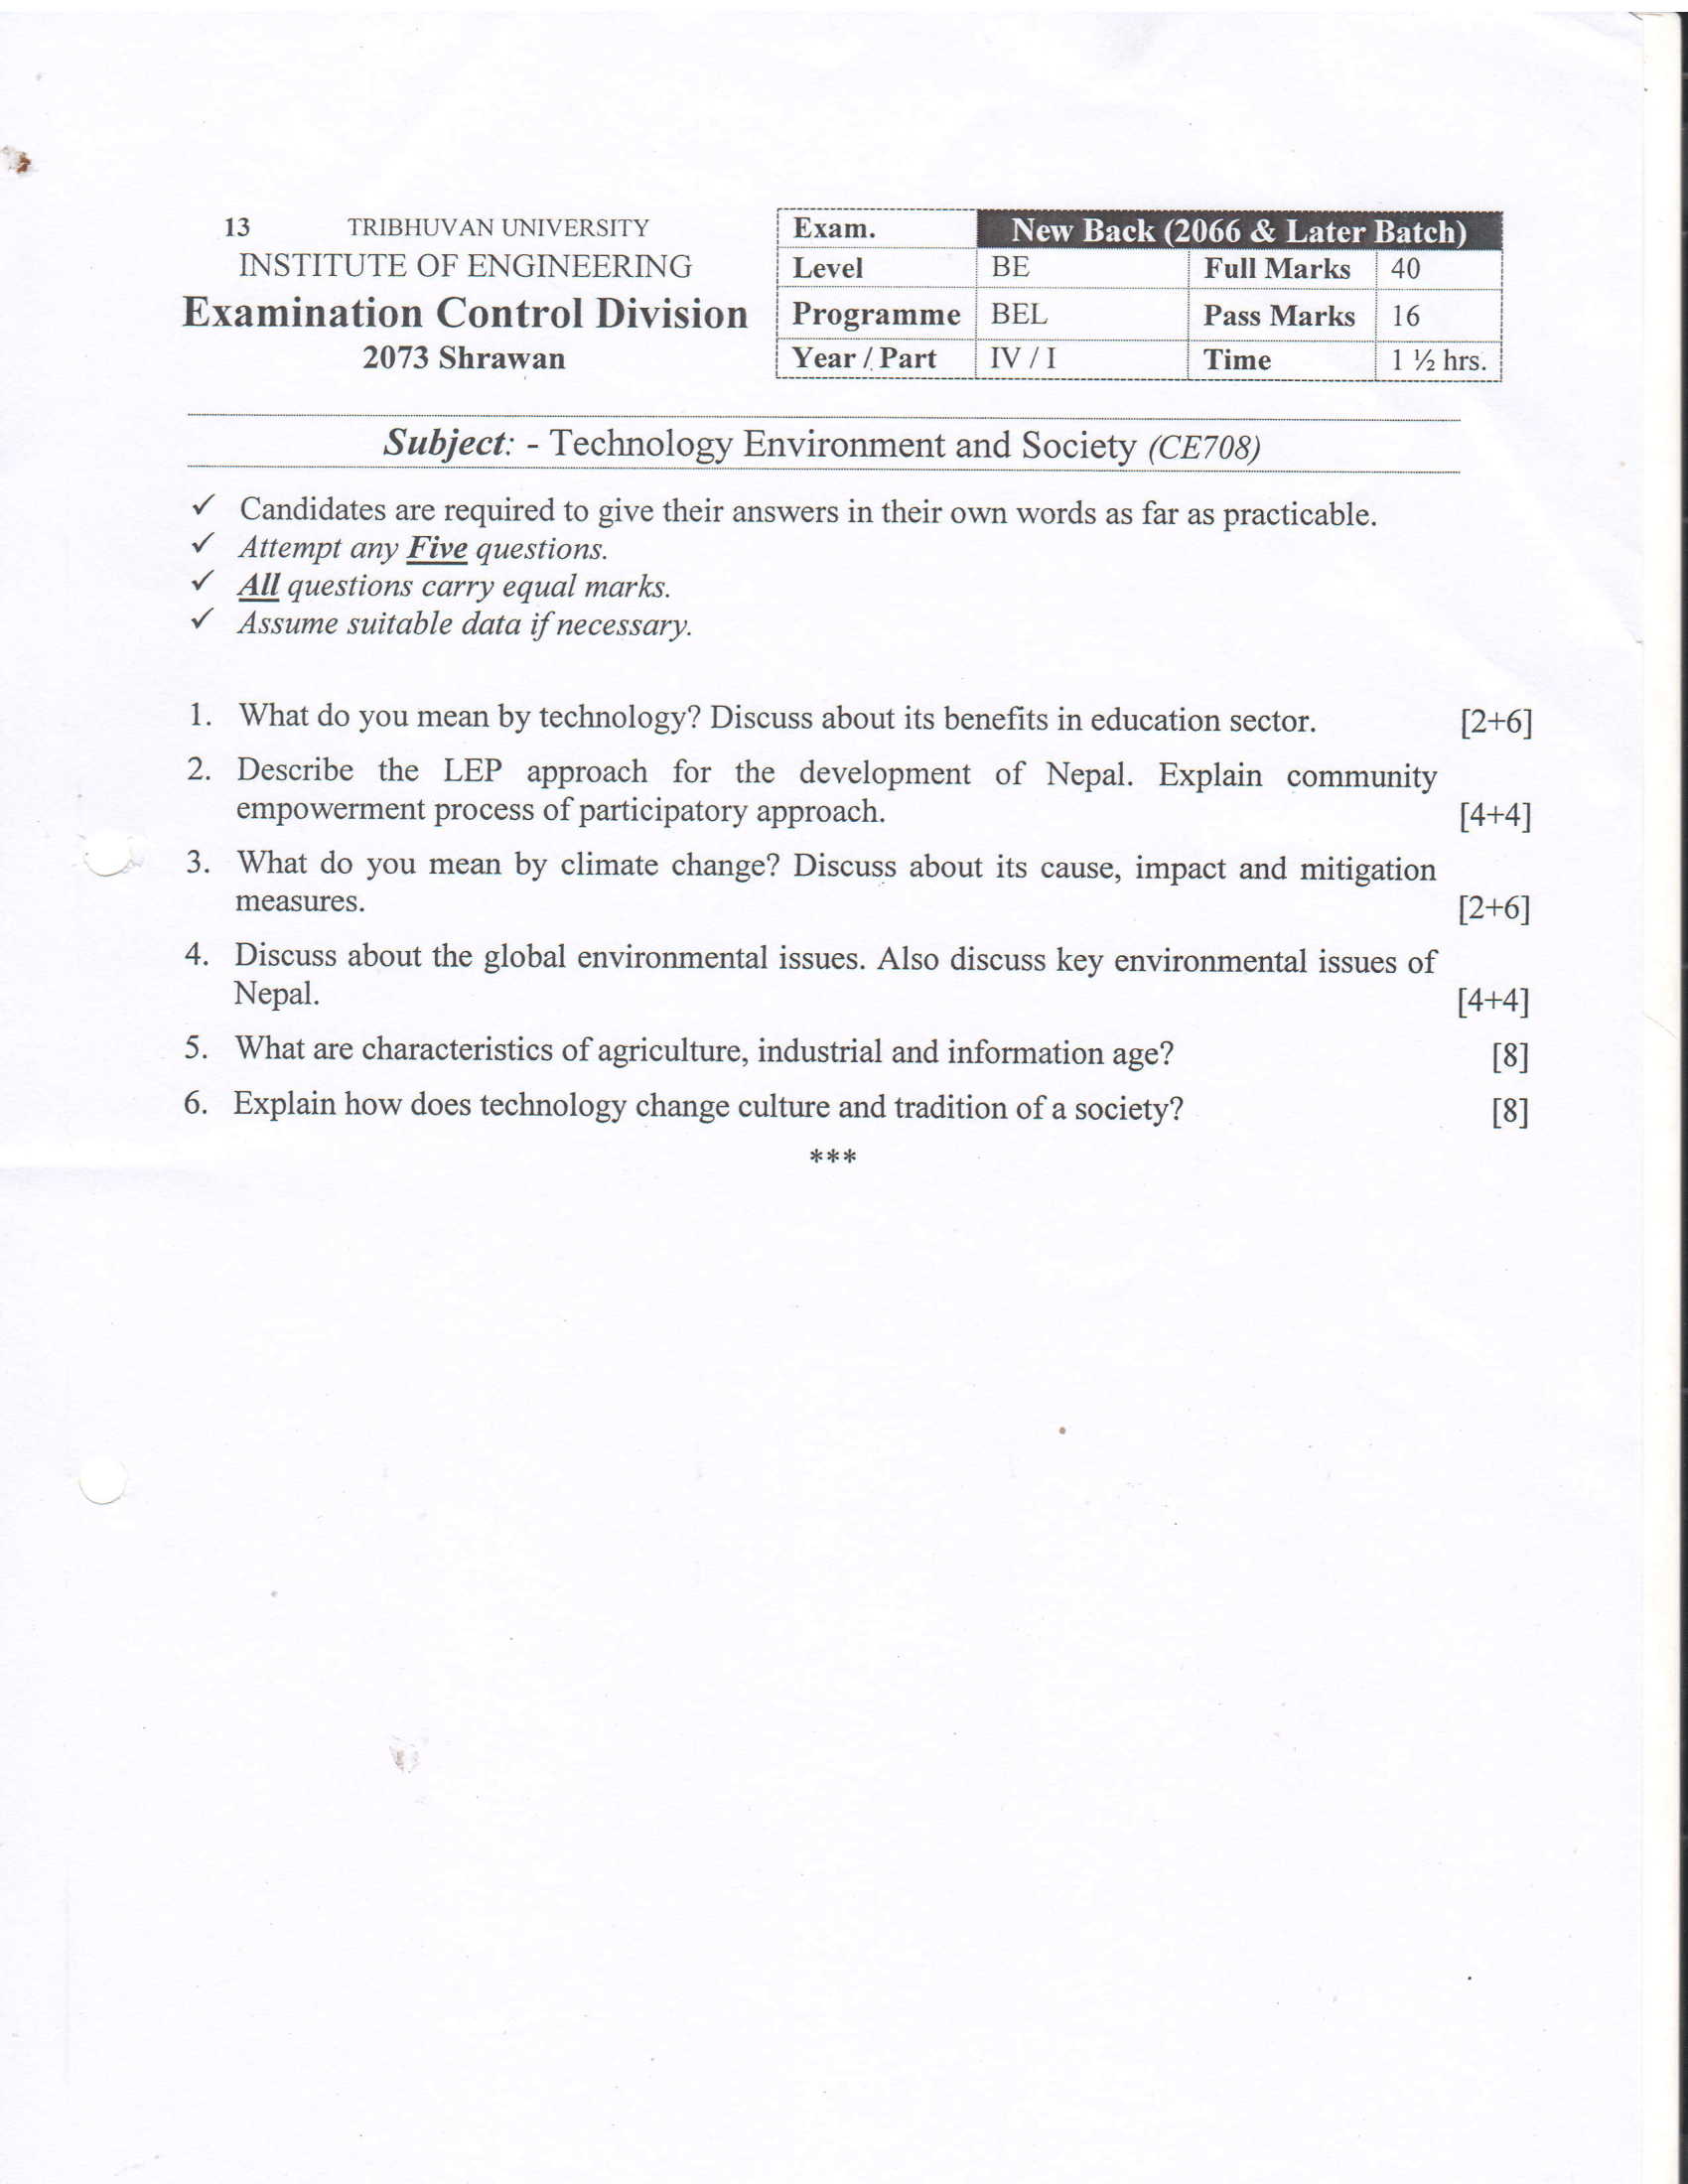 13 TRIBHUVAN UNIVERSITY
INSTITUTE OF ENGINEERING
Examination Control Division
2073 Shrawan
Exam. New Back (2066 & Later Batch)
Level BE Full Marks 40
Programme BEL Pass Marks 16
Year / Part IV / I Time 1 ½ hrs.
Subject: - Technology Environment and Society (CE708)
✓ Candidates are required to give their answers in their own words as far as practicable.
✓ Attempt any Five questions.
✓ All questions carry equal marks.
✓ Assume suitable data if necessary.
1. What do you mean by technology? Discuss about its benefits in education sector. [2+6]
2. Describe the LEP approach for the development of Nepal. Explain community
empowerment process of participatory approach. [4+4]
3. What do you mean by climate change? Discuss about its cause, impact and mitigation
measures. [2+6]
4. Discuss about the global environmental issues. Also discuss key environmental issues of
Nepal. [4+4]
5. What are characteristics of agriculture, industrial and information age? [8]
6. Explain how does technology change culture and tradition of a society? [8]
***